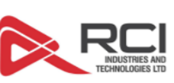 RCI
INDUSTRIES AND
TECHNOLOGIES LTD